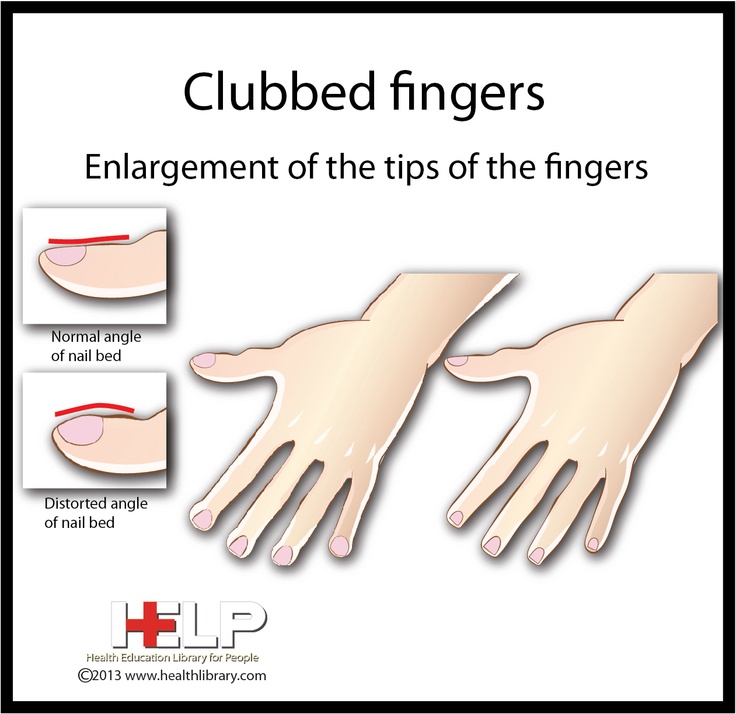 Clubbed fingers
Enlargement of the tips of the fingers
Normal angle
of nail bed
Distorted angle
of nail bed
HELP
Health Education Library for People
©2013 www.healthlibrary.com